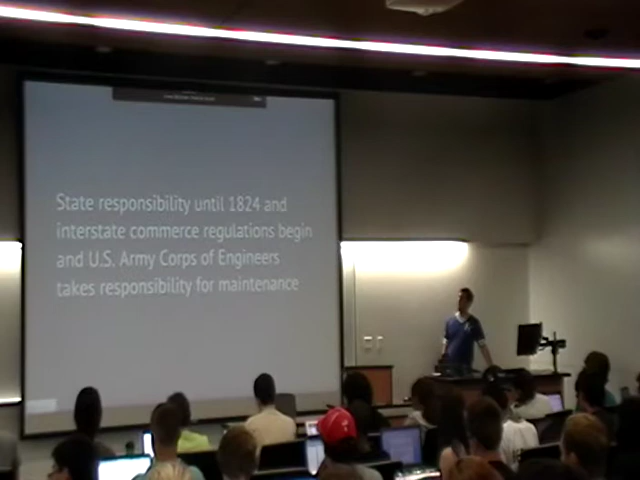 State responsibility until 1824 and
interstate commerce regulations begin
and U.S. Army Corps of Engineers
takes responsibility for maintenance